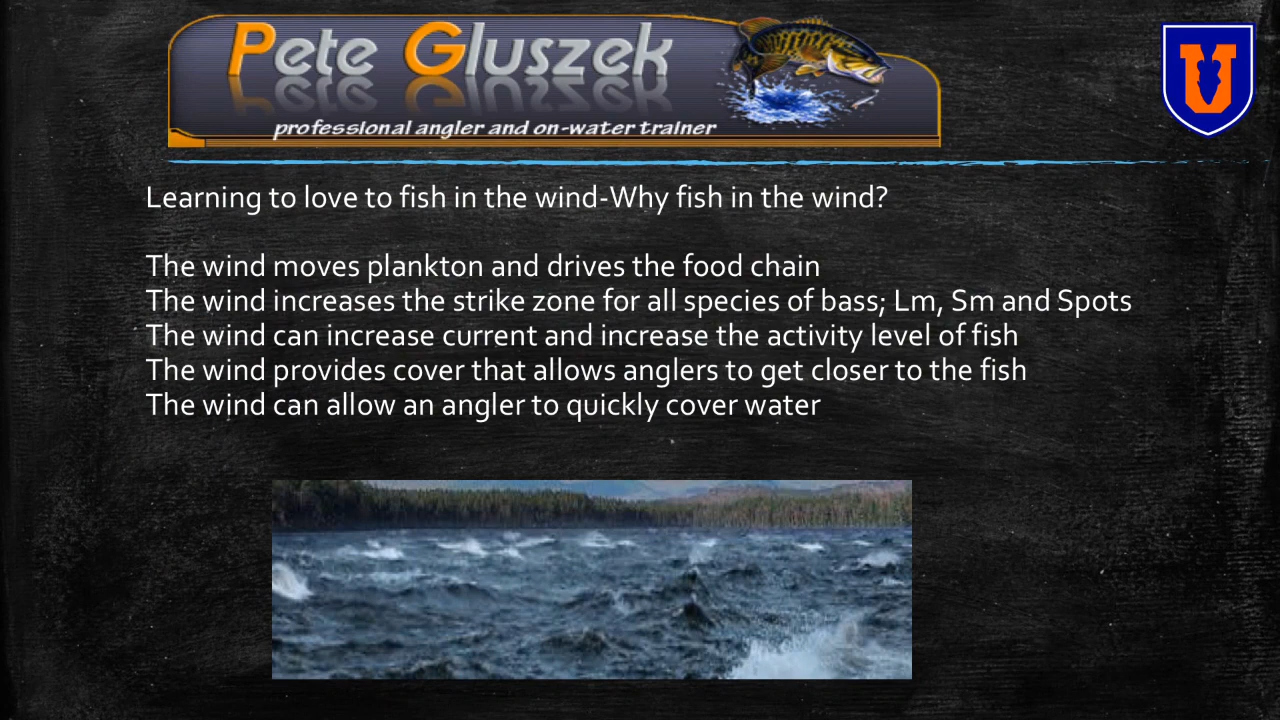 Pete Gluszek
professional angler and on-water trainer
U
Learning to love to fish in the wind-Why fish in the wind?
The wind moves plankton and drives the food chain
The wind increases the strike zone for all species of bass; Lm, Sm and Spots
The wind can increase current and increase the activity level of fish
The wind provides cover that allows anglers to get closer to the fish
The wind can allow an angler to quickly cover water